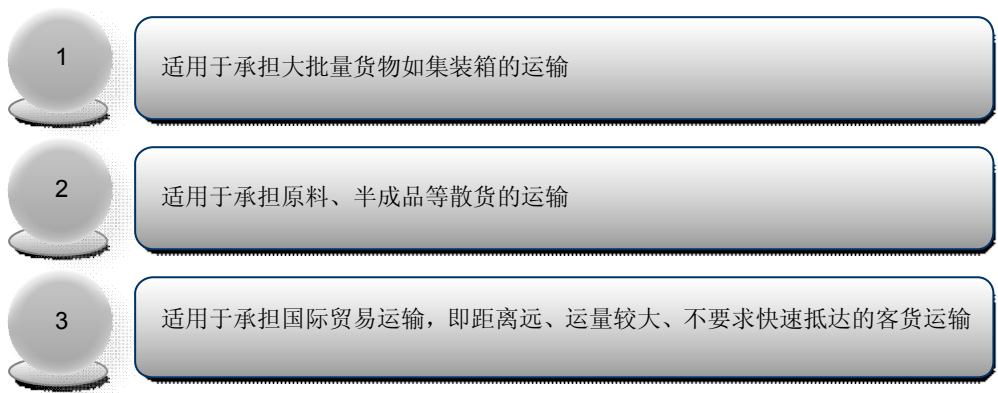 1
适用于承担大批量货物如集装箱的运输
2
适用于承担原料、半成品等散货的运输
3
适用于承担国际贸易运输，即距离远、运量较大、不要求快速抵达的客货运输